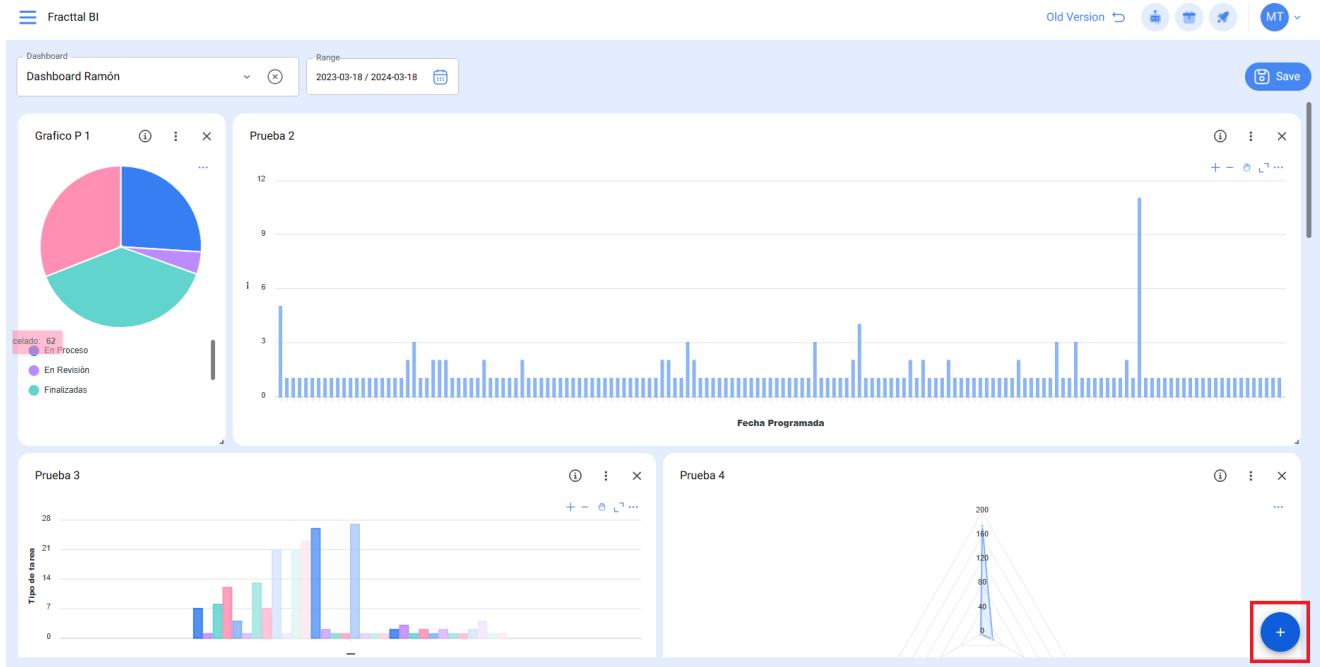 Fracttal BI
Old Version
MT
Dashboard
Dashboard Ramón
Range
2023-03-18 / 2024-03-18
Save
Grafico P 1
celado: 62
En Proceso
En Revisión
Finalizadas
Prueba 2
12
9
6
3
0
Fecha Programada
Prueba 3
28
21
14
7
0
Tipo de tarea
Prueba 4
200
160
120
80
40
0